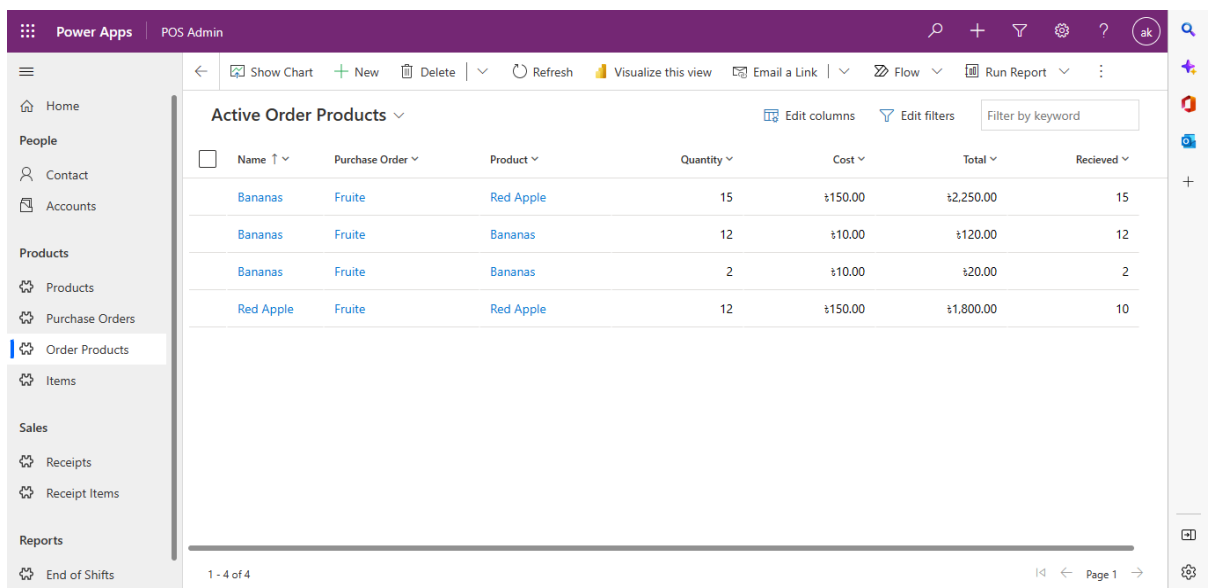 Power Apps POS Admin ? ak
Show Chart New Delete Refresh Visualize this view Email a Link Flow Run Report
Home
People
Contact
Accounts
Products
Products
Purchase Orders
Order Products
Items
Sales
Receipts
Receipt Items
Reports
End of Shifts
Active Order Products Edit columns Edit filters Filter by keyword
Name ↑ Purchase Order Product Quantity Cost Total Recieved
Bananas Fruite Red Apple 15 ৳150.00 ৳2,250.00 15
Bananas Fruite Bananas 12 ৳10.00 ৳120.00 12
Bananas Fruite Bananas 2 ৳10.00 ৳20.00 2
Red Apple Fruite Red Apple 12 ৳150.00 ৳1,800.00 10
1 - 4 of 4 Page 1